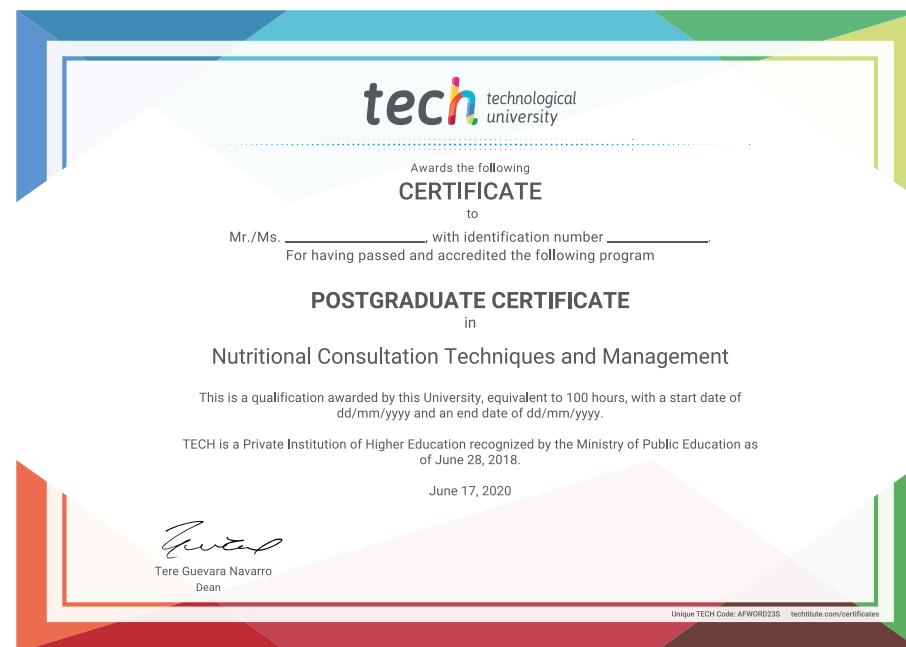 tech technological
university
Awards the following
CERTIFICATE
to
Mr./Ms. ____________________, with identification number ______________.
For having passed and accredited the following program
POSTGRADUATE CERTIFICATE
in
Nutritional Consultation Techniques and Management
This is a qualification awarded by this University, equivalent to 100 hours, with a start date of
dd/mm/yyyy and an end date of dd/mm/yyyy.
TECH is a Private Institution of Higher Education recognized by the Ministry of Public Education as
of June 28, 2018.
June 17, 2020
Tere Guevara Navarro
Dean
Unique TECH Code: AFWORD23S techtitute.com/certificates